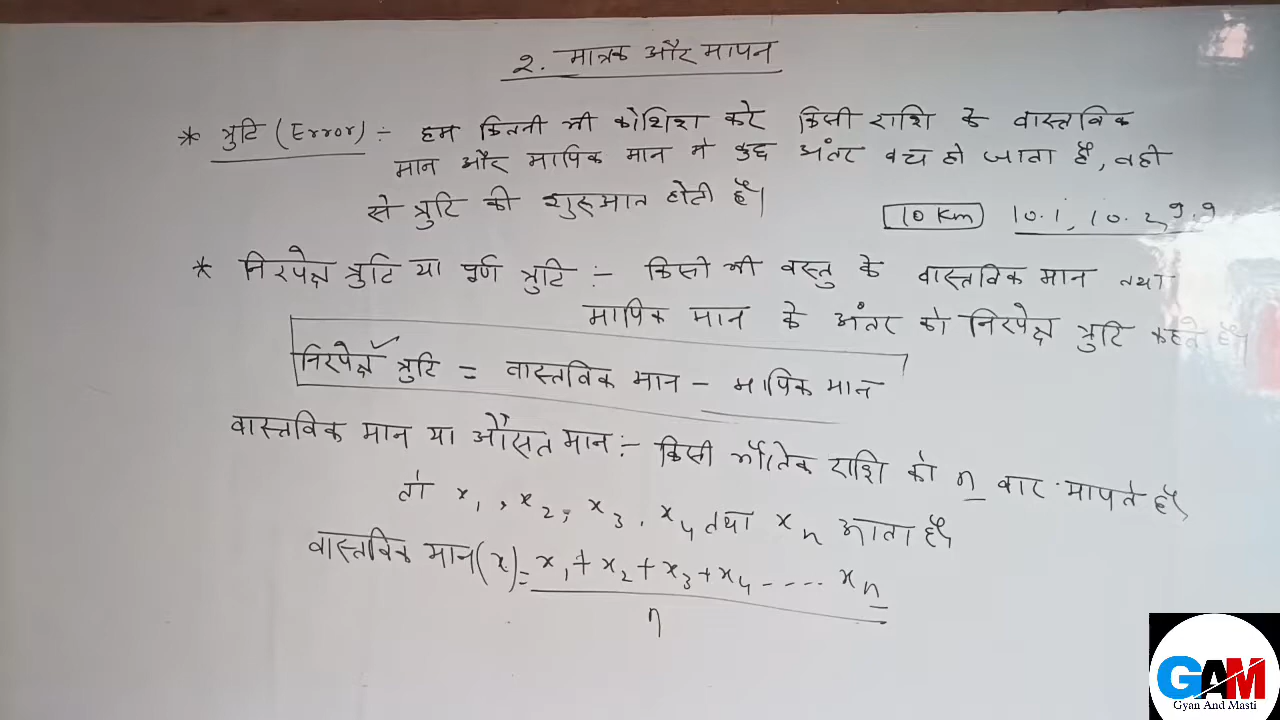 २. मात्रक और मापन
* त्रुटि (Error) :- हम कितनी भी कोशिश करे किसी राशि के वास्तविक
मान और मापिक मान मे कुछ अंतर बच हो जाता है, वही
से त्रुटि की शुरुआत होती है।
10 Km 10.1, 10.2, 9.9
* निरपेक्ष त्रुटि या पूर्ण त्रुटि :- किसी भी वस्तु के वास्तविक मान तथा
मापिक मान के अंतर को निरपेक्ष त्रुटि कहते है।
निरपेक्ष त्रुटि = वास्तविक मान - मापिक मान
वास्तविक मान या औसत मान :- किसी भौतिक राशि को n बार मापते है
तो x₁, x₂, x₃, x₄ तथा xₙ आता है
वास्तविक मान (x) = x₁ + x₂ + x₃ + x₄ ----- xₙ
n
GAM
Gyan And Masti